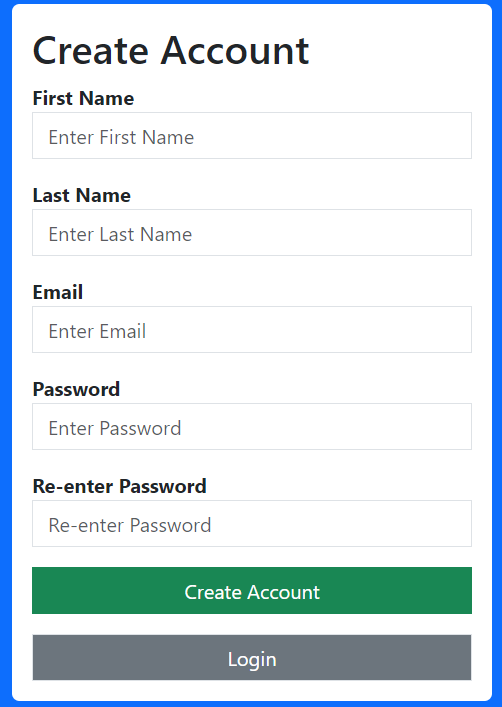 Create Account
First Name
Enter First Name
Last Name
Enter Last Name
Email
Enter Email
Password
Enter Password
Re-enter Password
Re-enter Password
Create Account
Login